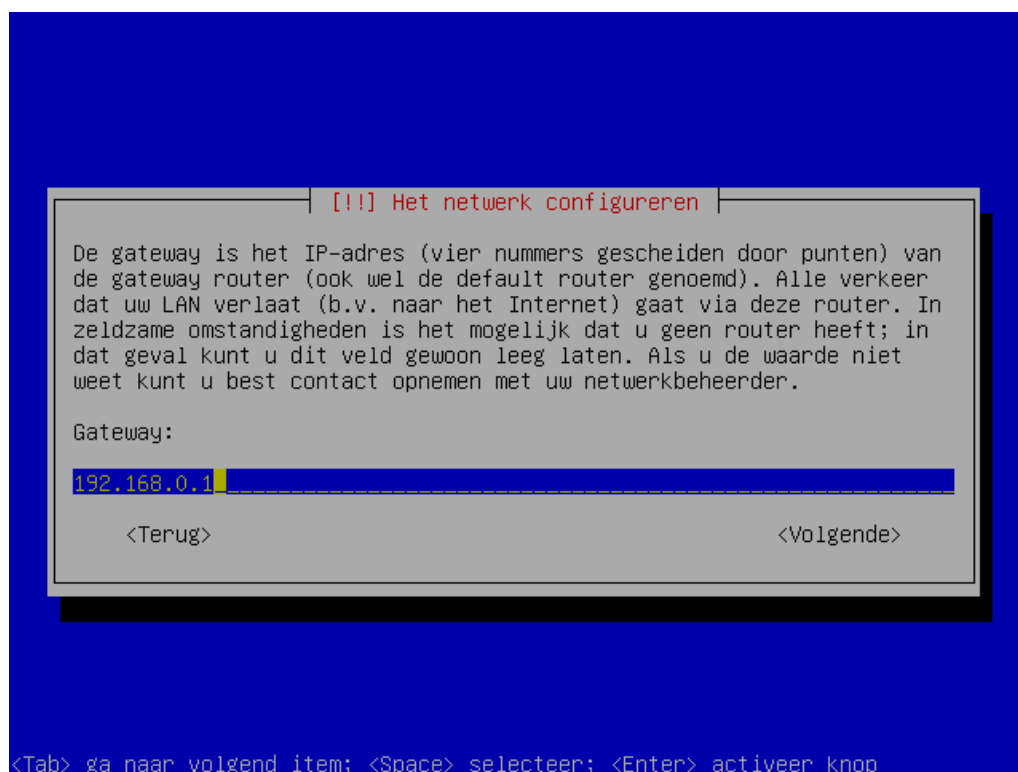 [!!] Het netwerk configureren
De gateway is het IP-adres (vier nummers gescheiden door punten) van
de gateway router (ook wel de default router genoemd). Alle verkeer
dat uw LAN verlaat (b.v. naar het Internet) gaat via deze router. In
zeldzame omstandigheden is het mogelijk dat u geen router heeft; in
dat geval kunt u dit veld gewoon leeg laten. Als u de waarde niet
weet kunt u best contact opnemen met uw netwerkbeheerder.
Gateway:
192.168.0.1
<Terug> <Volgende>
<Tab> ga naar volgend item; <Space> selecteer; <Enter> activeer knop